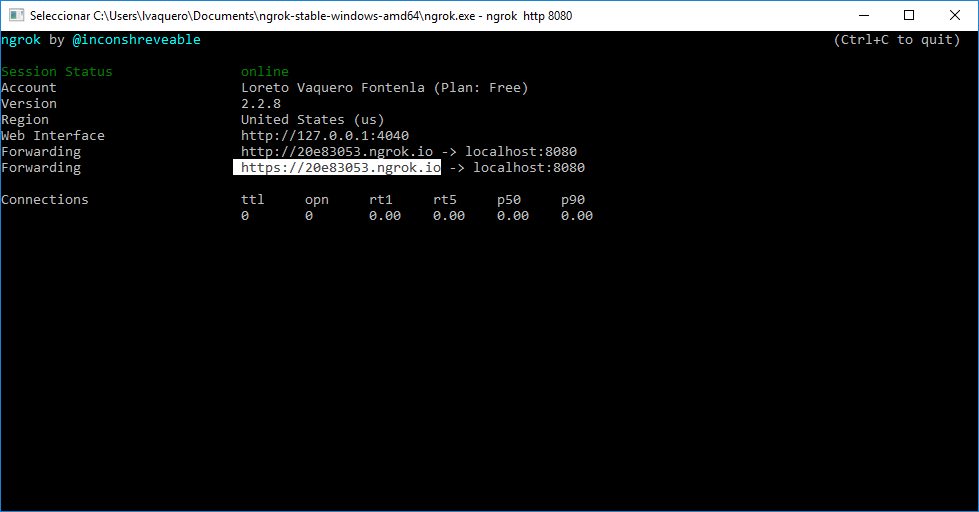 Seleccionar C:\Users\lvaquero\Documents\ngrok-stable-windows-amd64\ngrok.exe - ngrok  http 8080
ngrok by @inconshreveable (Ctrl+C to quit)
Session Status online
Account Loreto Vaquero Fontenla (Plan: Free)
Version 2.2.8
Region United States (us)
Web Interface http://127.0.0.1:4040
Forwarding http://20e83053.ngrok.io -> localhost:8080
Forwarding https://20e83053.ngrok.io -> localhost:8080
Connections ttl opn rt1 rt5 p50 p90
0 0 0.00 0.00 0.00 0.00